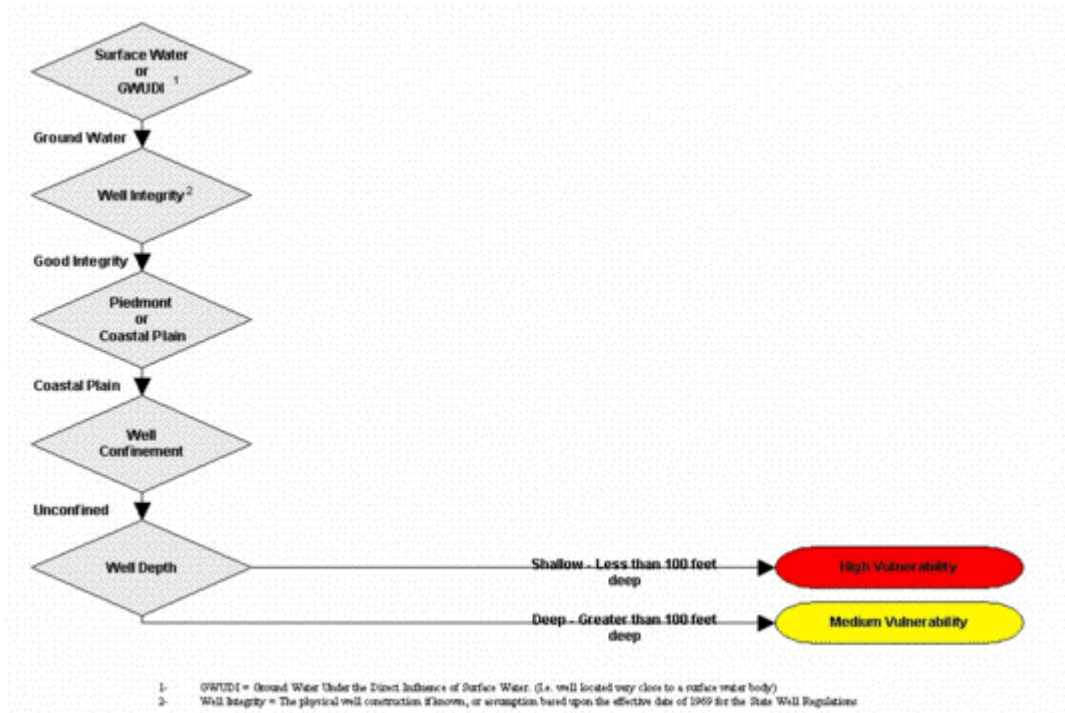 Surface Water
or
GWUDI 1
Ground Water
Well Integrity 2
Good Integrity
Piedmont
or
Coastal Plain
Coastal Plain
Well
Confinement
Unconfined
Well Depth
Shallow - Less than 100 feet
deep
High Vulnerability
Deep - Greater than 100 feet
deep
Medium Vulnerability
1- GWUDI = Ground Water Under the Direct Influence of Surface Water. (I.e. well located very close to a surface water body)
2- Well Integrity = The physical well construction if known, or assumption based upon the effective date of 1969 for the State Well Regulations